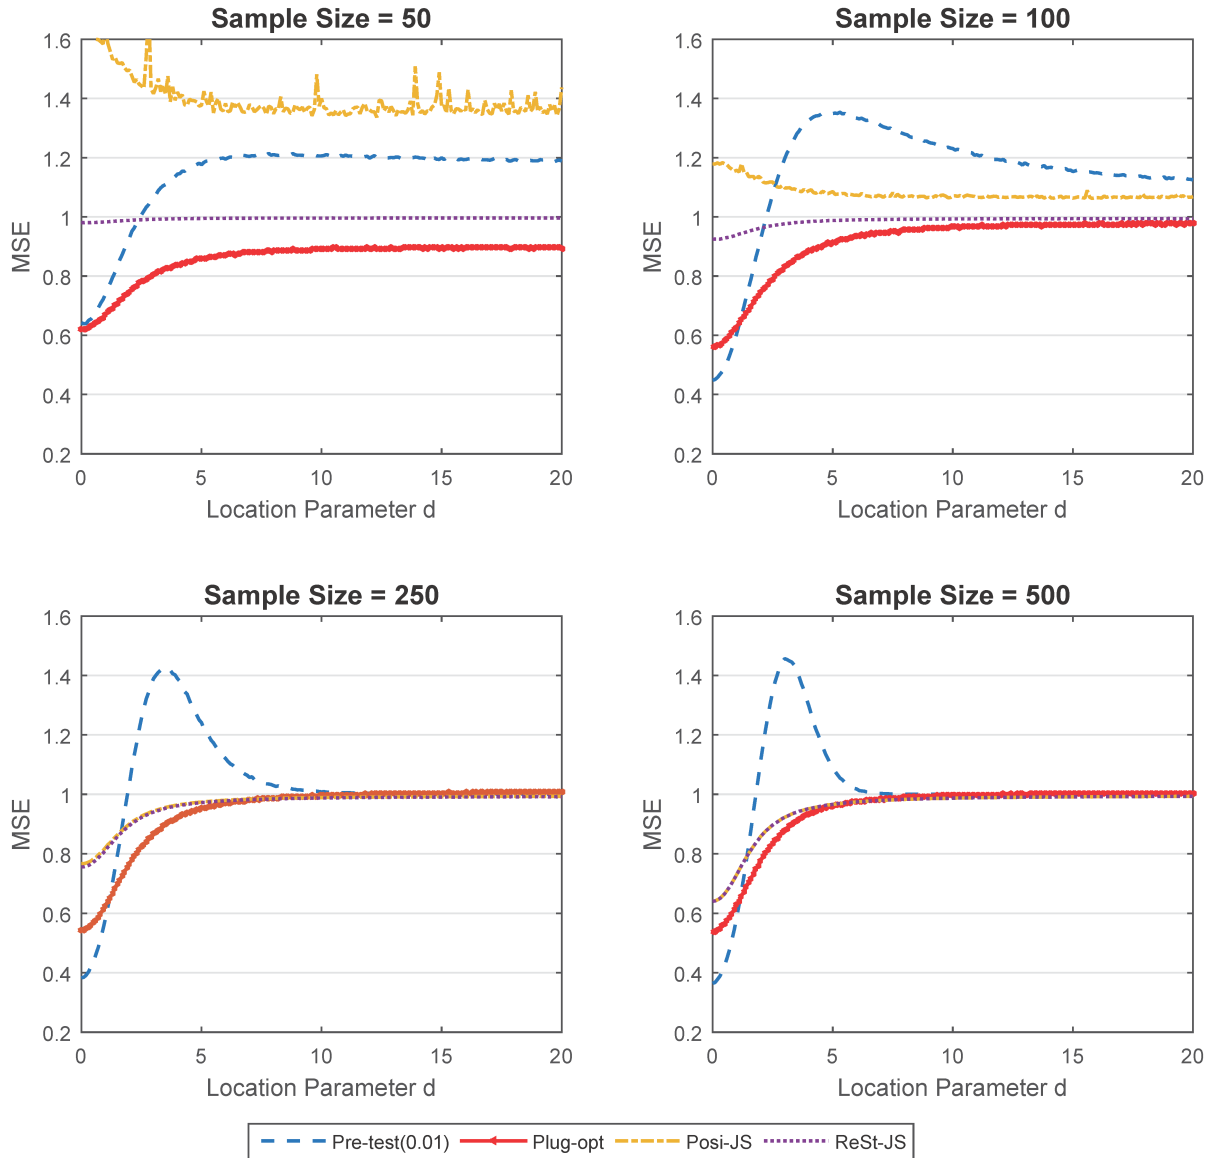 Sample Size = 50
1.6
1.4
1.2
1
0.8
0.6
0.4
0.2
MSE
0 5 10 15 20
Location Parameter d
Sample Size = 100
1.6
1.4
1.2
1
0.8
0.6
0.4
0.2
MSE
0 5 10 15 20
Location Parameter d
Sample Size = 250
1.6
1.4
1.2
1
0.8
0.6
0.4
0.2
MSE
0 5 10 15 20
Location Parameter d
Sample Size = 500
1.6
1.4
1.2
1
0.8
0.6
0.4
0.2
MSE
0 5 10 15 20
Location Parameter d
Pre-test(0.01) Plug-opt Posi-JS ReSt-JS